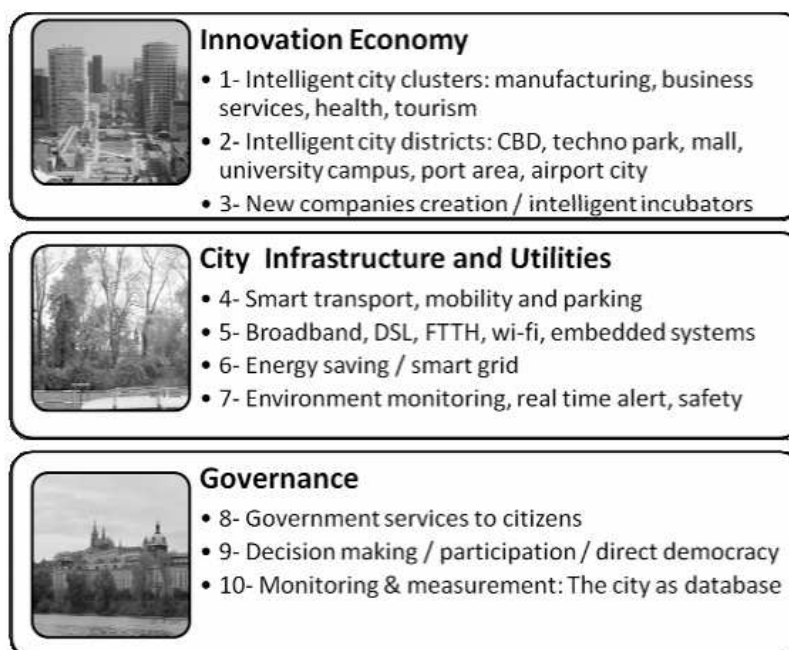 Innovation Economy
• 1- Intelligent city clusters: manufacturing, business
services, health, tourism
• 2- Intelligent city districts: CBD, techno park, mall,
university campus, port area, airport city
• 3- New companies creation / intelligent incubators
City Infrastructure and Utilities
• 4- Smart transport, mobility and parking
• 5- Broadband, DSL, FTTH, wi-fi, embedded systems
• 6- Energy saving / smart grid
• 7- Environment monitoring, real time alert, safety
Governance
• 8- Government services to citizens
• 9- Decision making / participation / direct democracy
• 10- Monitoring & measurement: The city as database